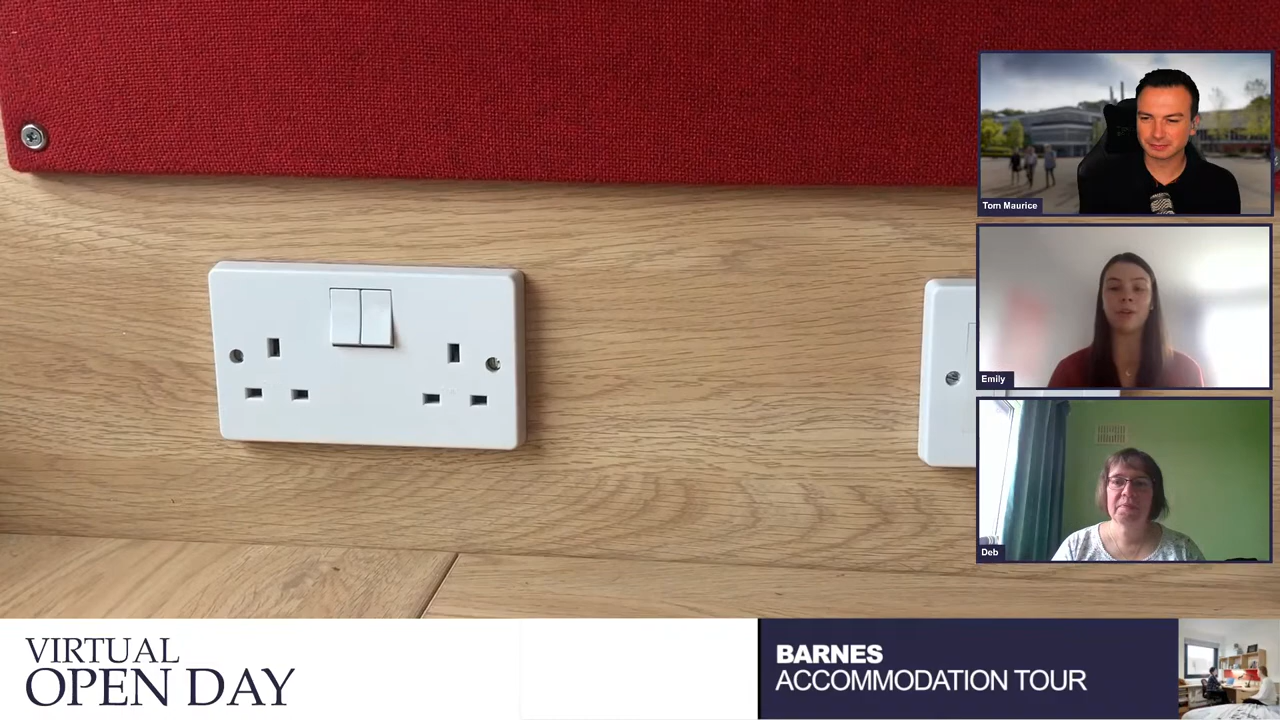 Tom Maurice
Emily
Deb
VIRTUAL
OPEN DAY
BARNES
ACCOMMODATION TOUR